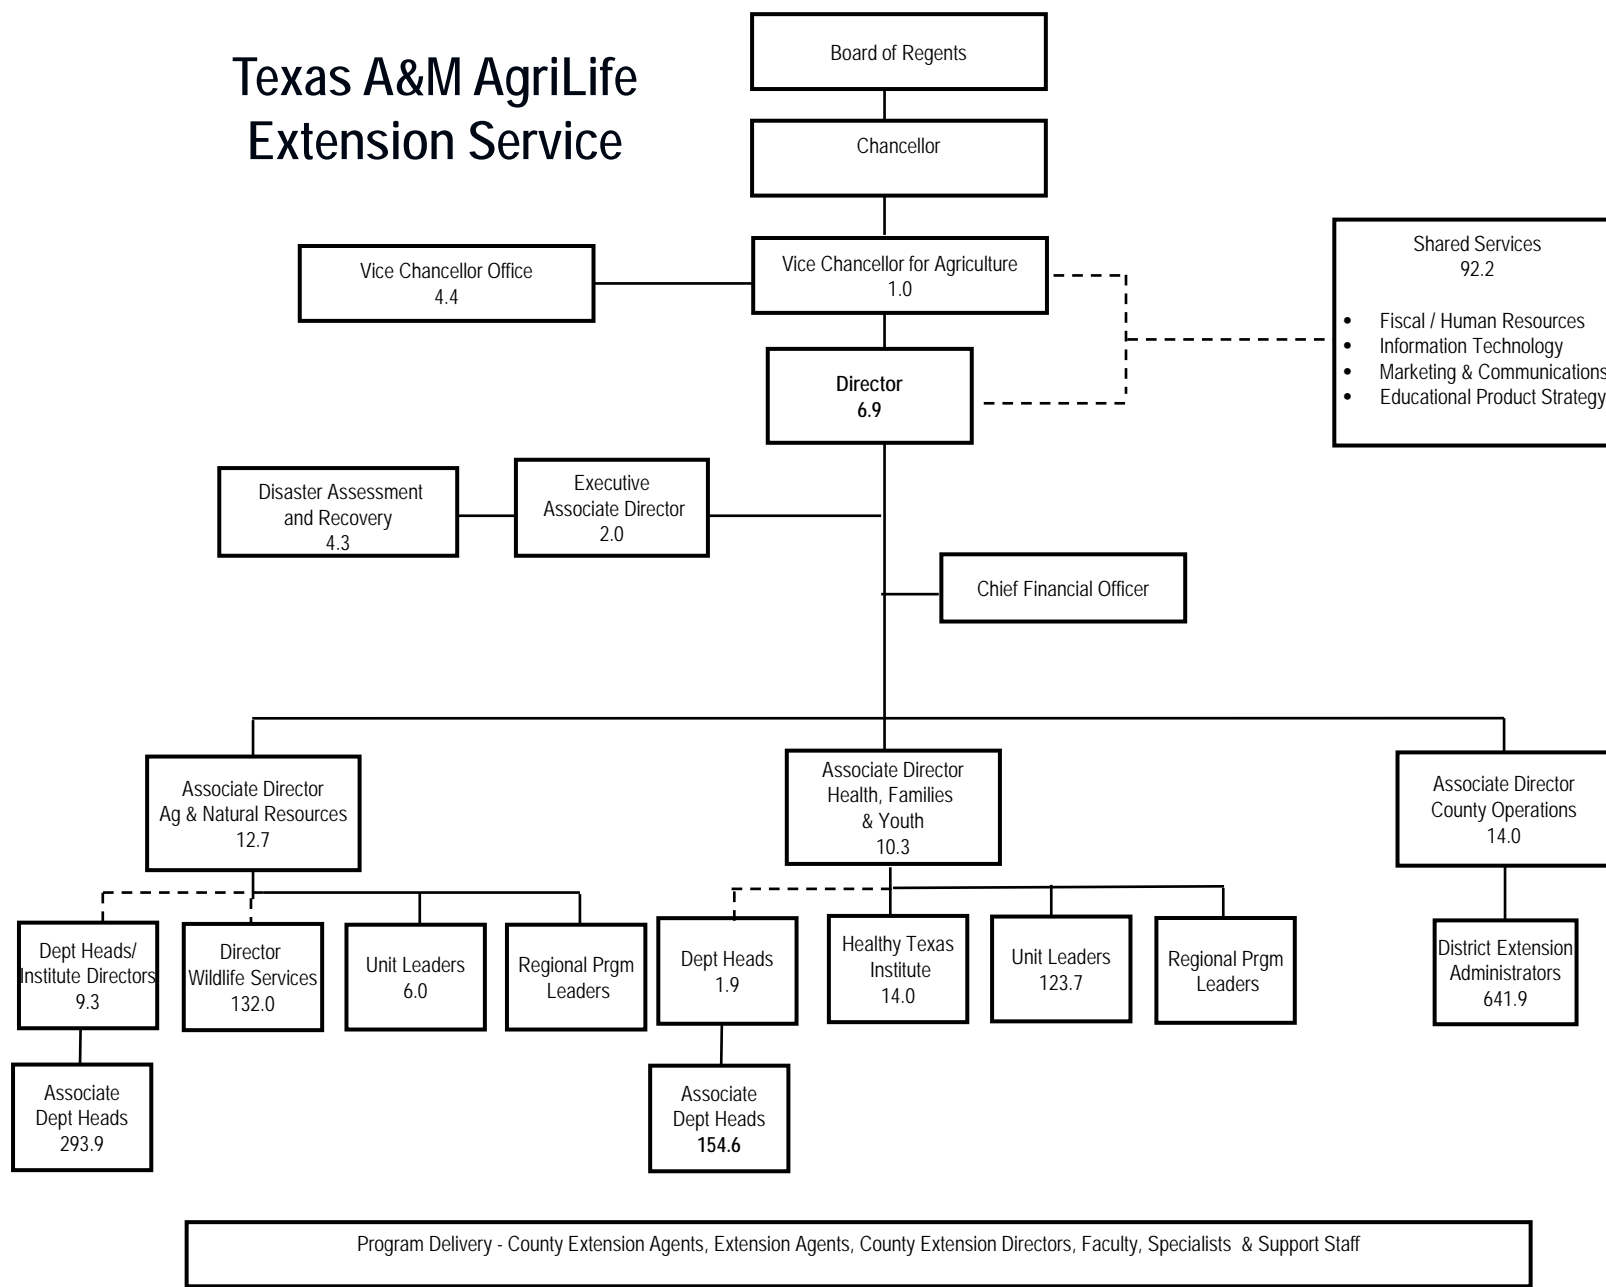 Texas A&M AgriLife
Extension Service
Board of Regents
Chancellor
Vice Chancellor Office
4.4
Vice Chancellor for Agriculture
1.0
Shared Services
92.2
• Fiscal / Human Resources
• Information Technology
• Marketing & Communications
• Educational Product Strategy
Director
6.9
Disaster Assessment
and Recovery
4.3
Executive
Associate Director
2.0
Chief Financial Officer
Associate Director
Ag & Natural Resources
12.7
Associate Director
Health, Families
& Youth
10.3
Associate Director
County Operations
14.0
Dept Heads/
Institute Directors
9.3
Director
Wildlife Services
132.0
Unit Leaders
6.0
Regional Prgm
Leaders
Dept Heads
1.9
Healthy Texas
Institute
14.0
Unit Leaders
123.7
Regional Prgm
Leaders
District Extension
Administrators
641.9
Associate
Dept Heads
293.9
Associate
Dept Heads
154.6
Program Delivery - County Extension Agents, Extension Agents, County Extension Directors, Faculty, Specialists & Support Staff